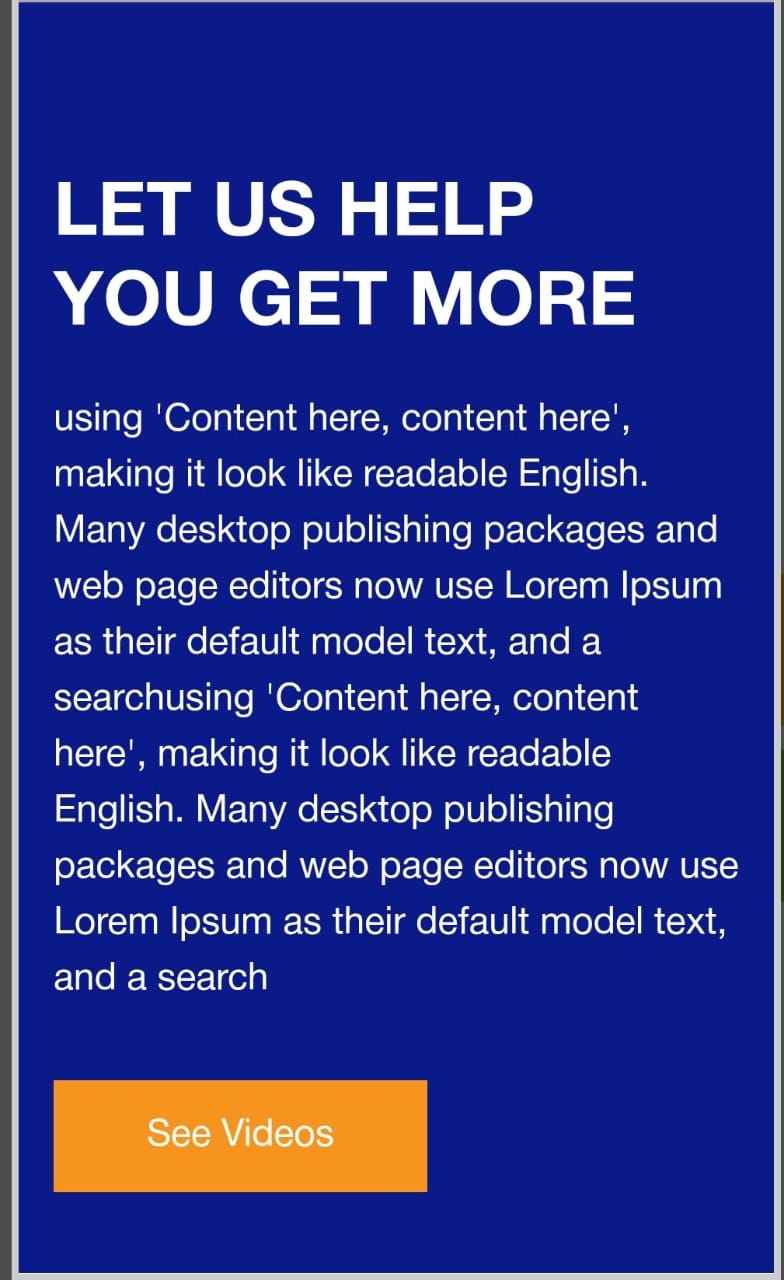 LET US HELP
YOU GET MORE
using 'Content here, content here',
making it look like readable English.
Many desktop publishing packages and
web page editors now use Lorem Ipsum
as their default model text, and a
searchusing 'Content here, content
here', making it look like readable
English. Many desktop publishing
packages and web page editors now use
Lorem Ipsum as their default model text,
and a search
See Videos